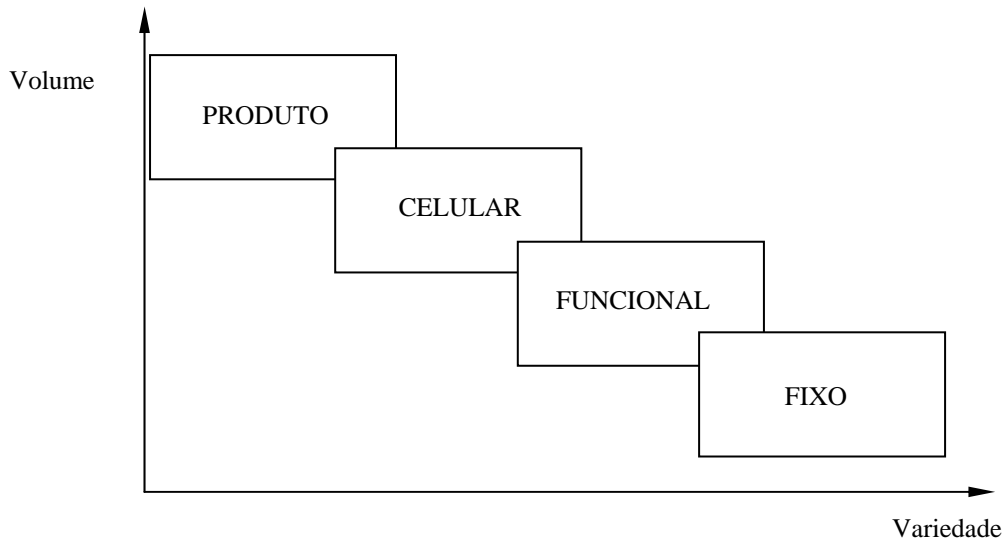 Volume
PRODUTO
CELULAR
FUNCIONAL
FIXO
Variedade